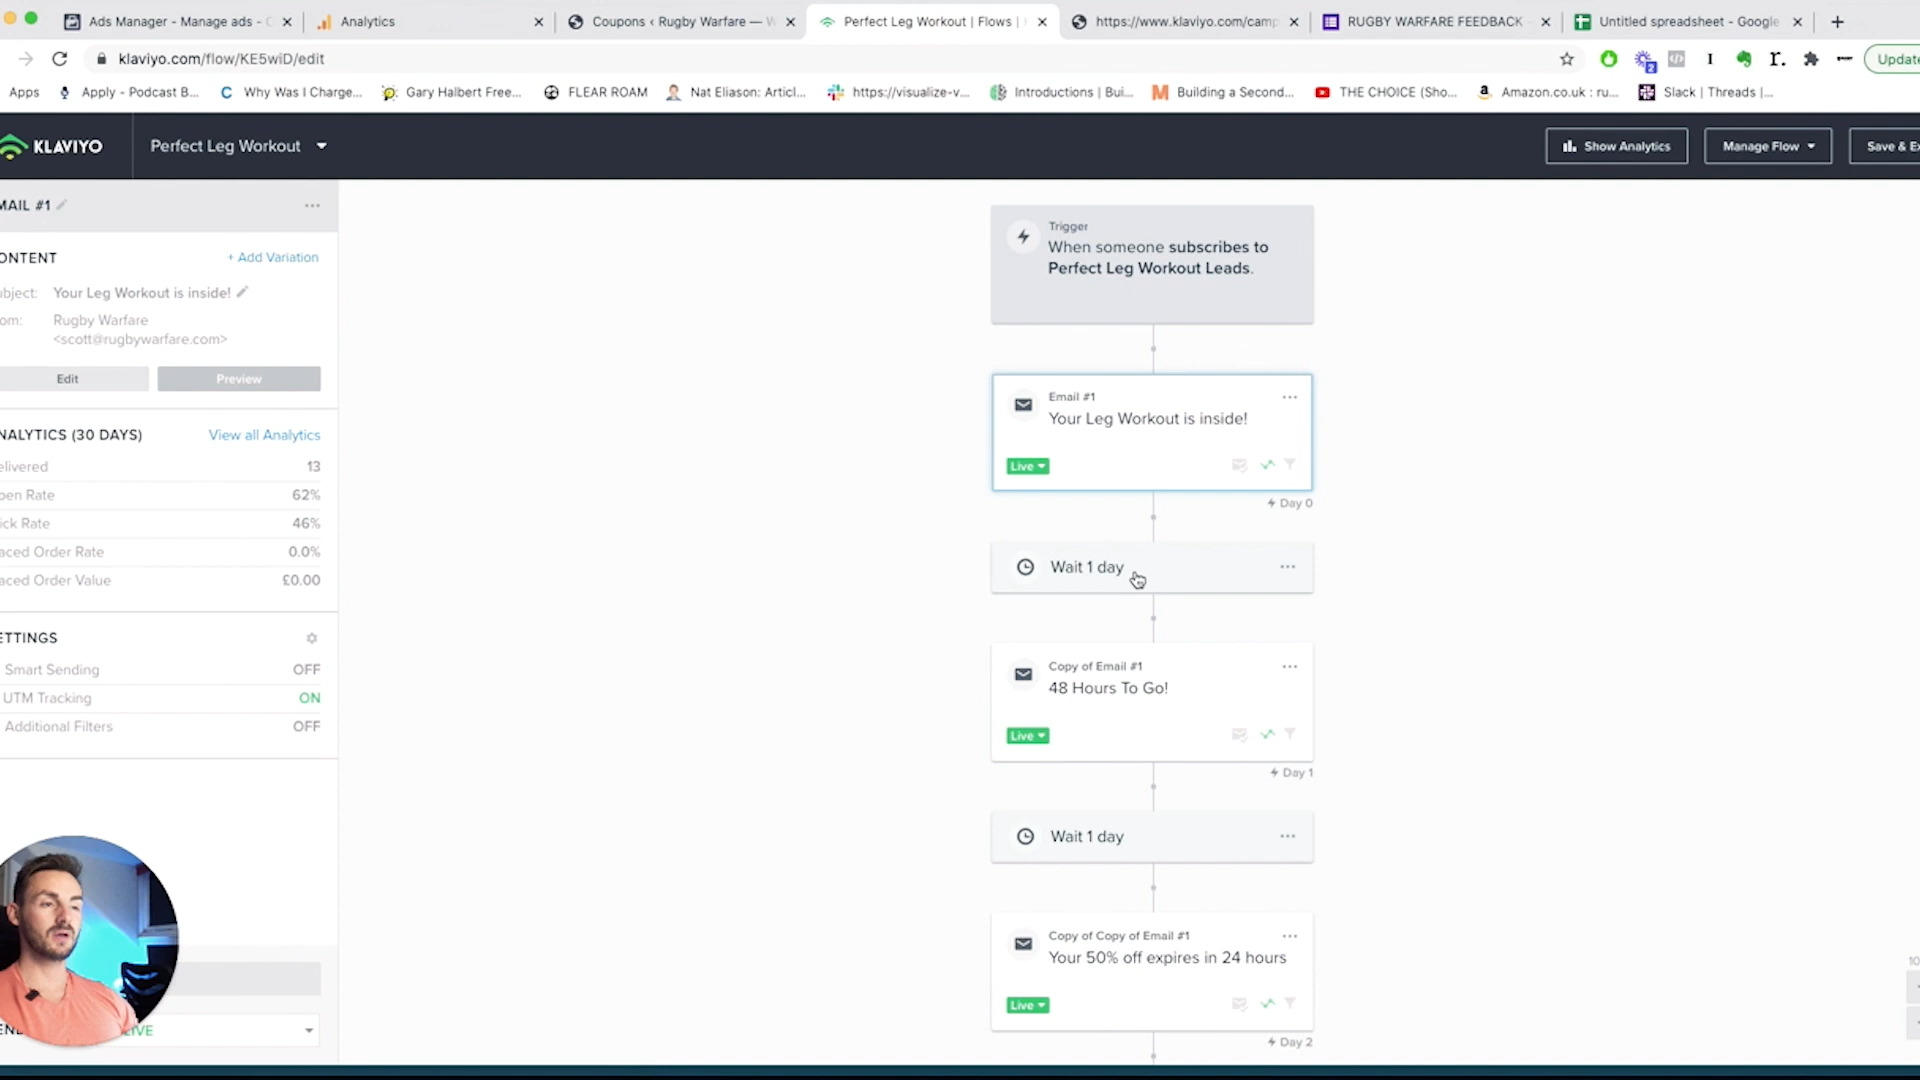 Ads Manager - Manage ads - C
Analytics
Coupons ‹ Rugby Warfare — W
Perfect Leg Workout | Flows |
https://www.klaviyo.com/camp
RUGBY WARFARE FEEDBACK -
Untitled spreadsheet - Google
klaviyo.com/flow/KE5wiD/edit
Update
Apps
Apply - Podcast B...
Why Was I Charge...
Gary Halbert Free...
FLEAR ROAM
Nat Eliason: Articl...
https://visualize-v...
Introductions | Bui...
Building a Second...
THE CHOICE (Sho...
Amazon.co.uk : ru...
Slack | Threads |...
KLAVIYO
Perfect Leg Workout
Show Analytics
Manage Flow
Save & Ex
MAIL #1
ONTENT
+ Add Variation
ubject: Your Leg Workout is inside!
om: Rugby Warfare
<scott@rugbywarfare.com>
Edit
Preview
NALYTICS (30 DAYS)
View all Analytics
elivered 13
pen Rate 62%
ick Rate 46%
aced Order Rate 0.0%
aced Order Value £0.00
ETTINGS
Smart Sending OFF
UTM Tracking ON
Additional Filters OFF
Trigger
When someone subscribes to
Perfect Leg Workout Leads.
Email #1
Your Leg Workout is inside!
Live
Day 0
Wait 1 day
Copy of Email #1
48 Hours To Go!
Live
Day 1
Wait 1 day
Copy of Copy of Email #1
Your 50% off expires in 24 hours
Live
Day 2